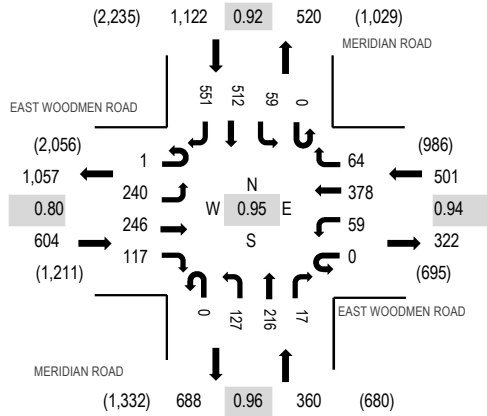 (2,235) 1,122 0.92 520 (1,029)
MERIDIAN ROAD
551 512 59 0
EAST WOODMEN ROAD
(2,056) (986)
1 64
1,057 501
240 N 378
0.80 W 0.95 E 0.94
246 59
604 S 322
117 0
(1,211) (695)
0 127 216 17
EAST WOODMEN ROAD
MERIDIAN ROAD
(1,332) 688 0.96 360 (680)